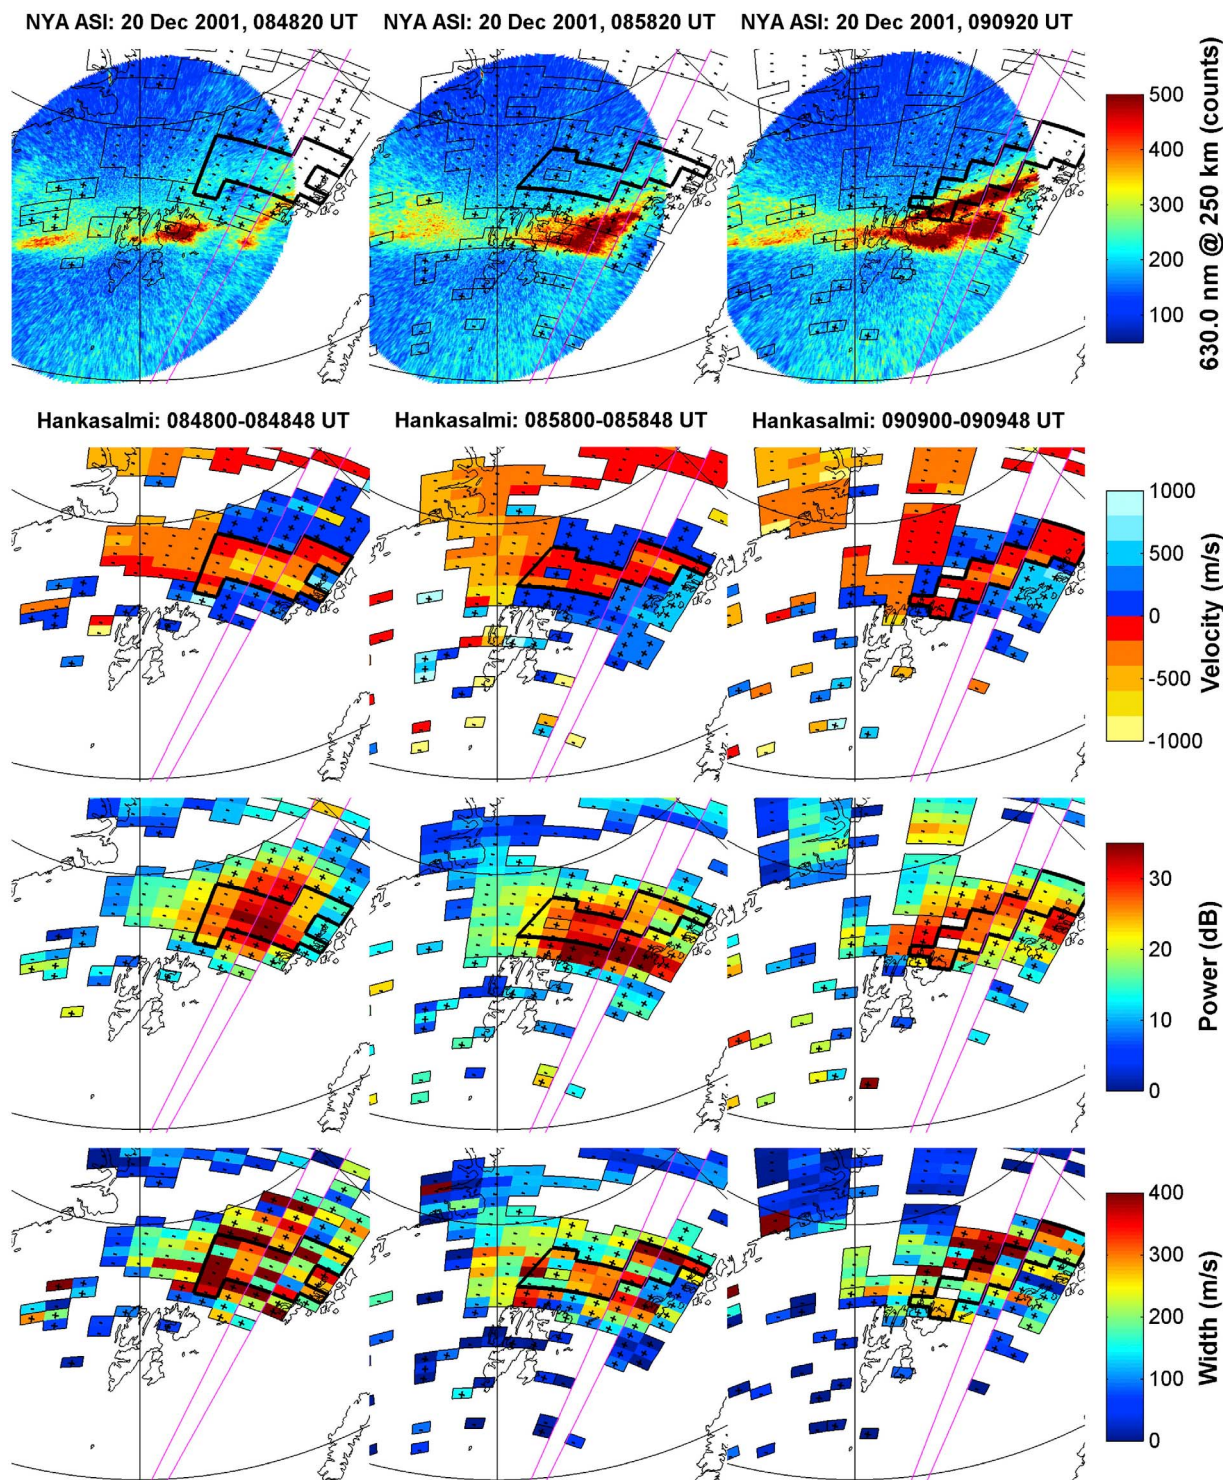 NYA ASI: 20 Dec 2001, 084820 UT
NYA ASI: 20 Dec 2001, 085820 UT
NYA ASI: 20 Dec 2001, 090920 UT
500
400
300
200
100
630.0 nm @ 250 km (counts)
Hankasalmi: 084800-084848 UT
Hankasalmi: 085800-085848 UT
Hankasalmi: 090900-090948 UT
1000
500
0
-500
-1000
Velocity (m/s)
30
20
10
0
Power (dB)
400
300
200
100
0
Width (m/s)